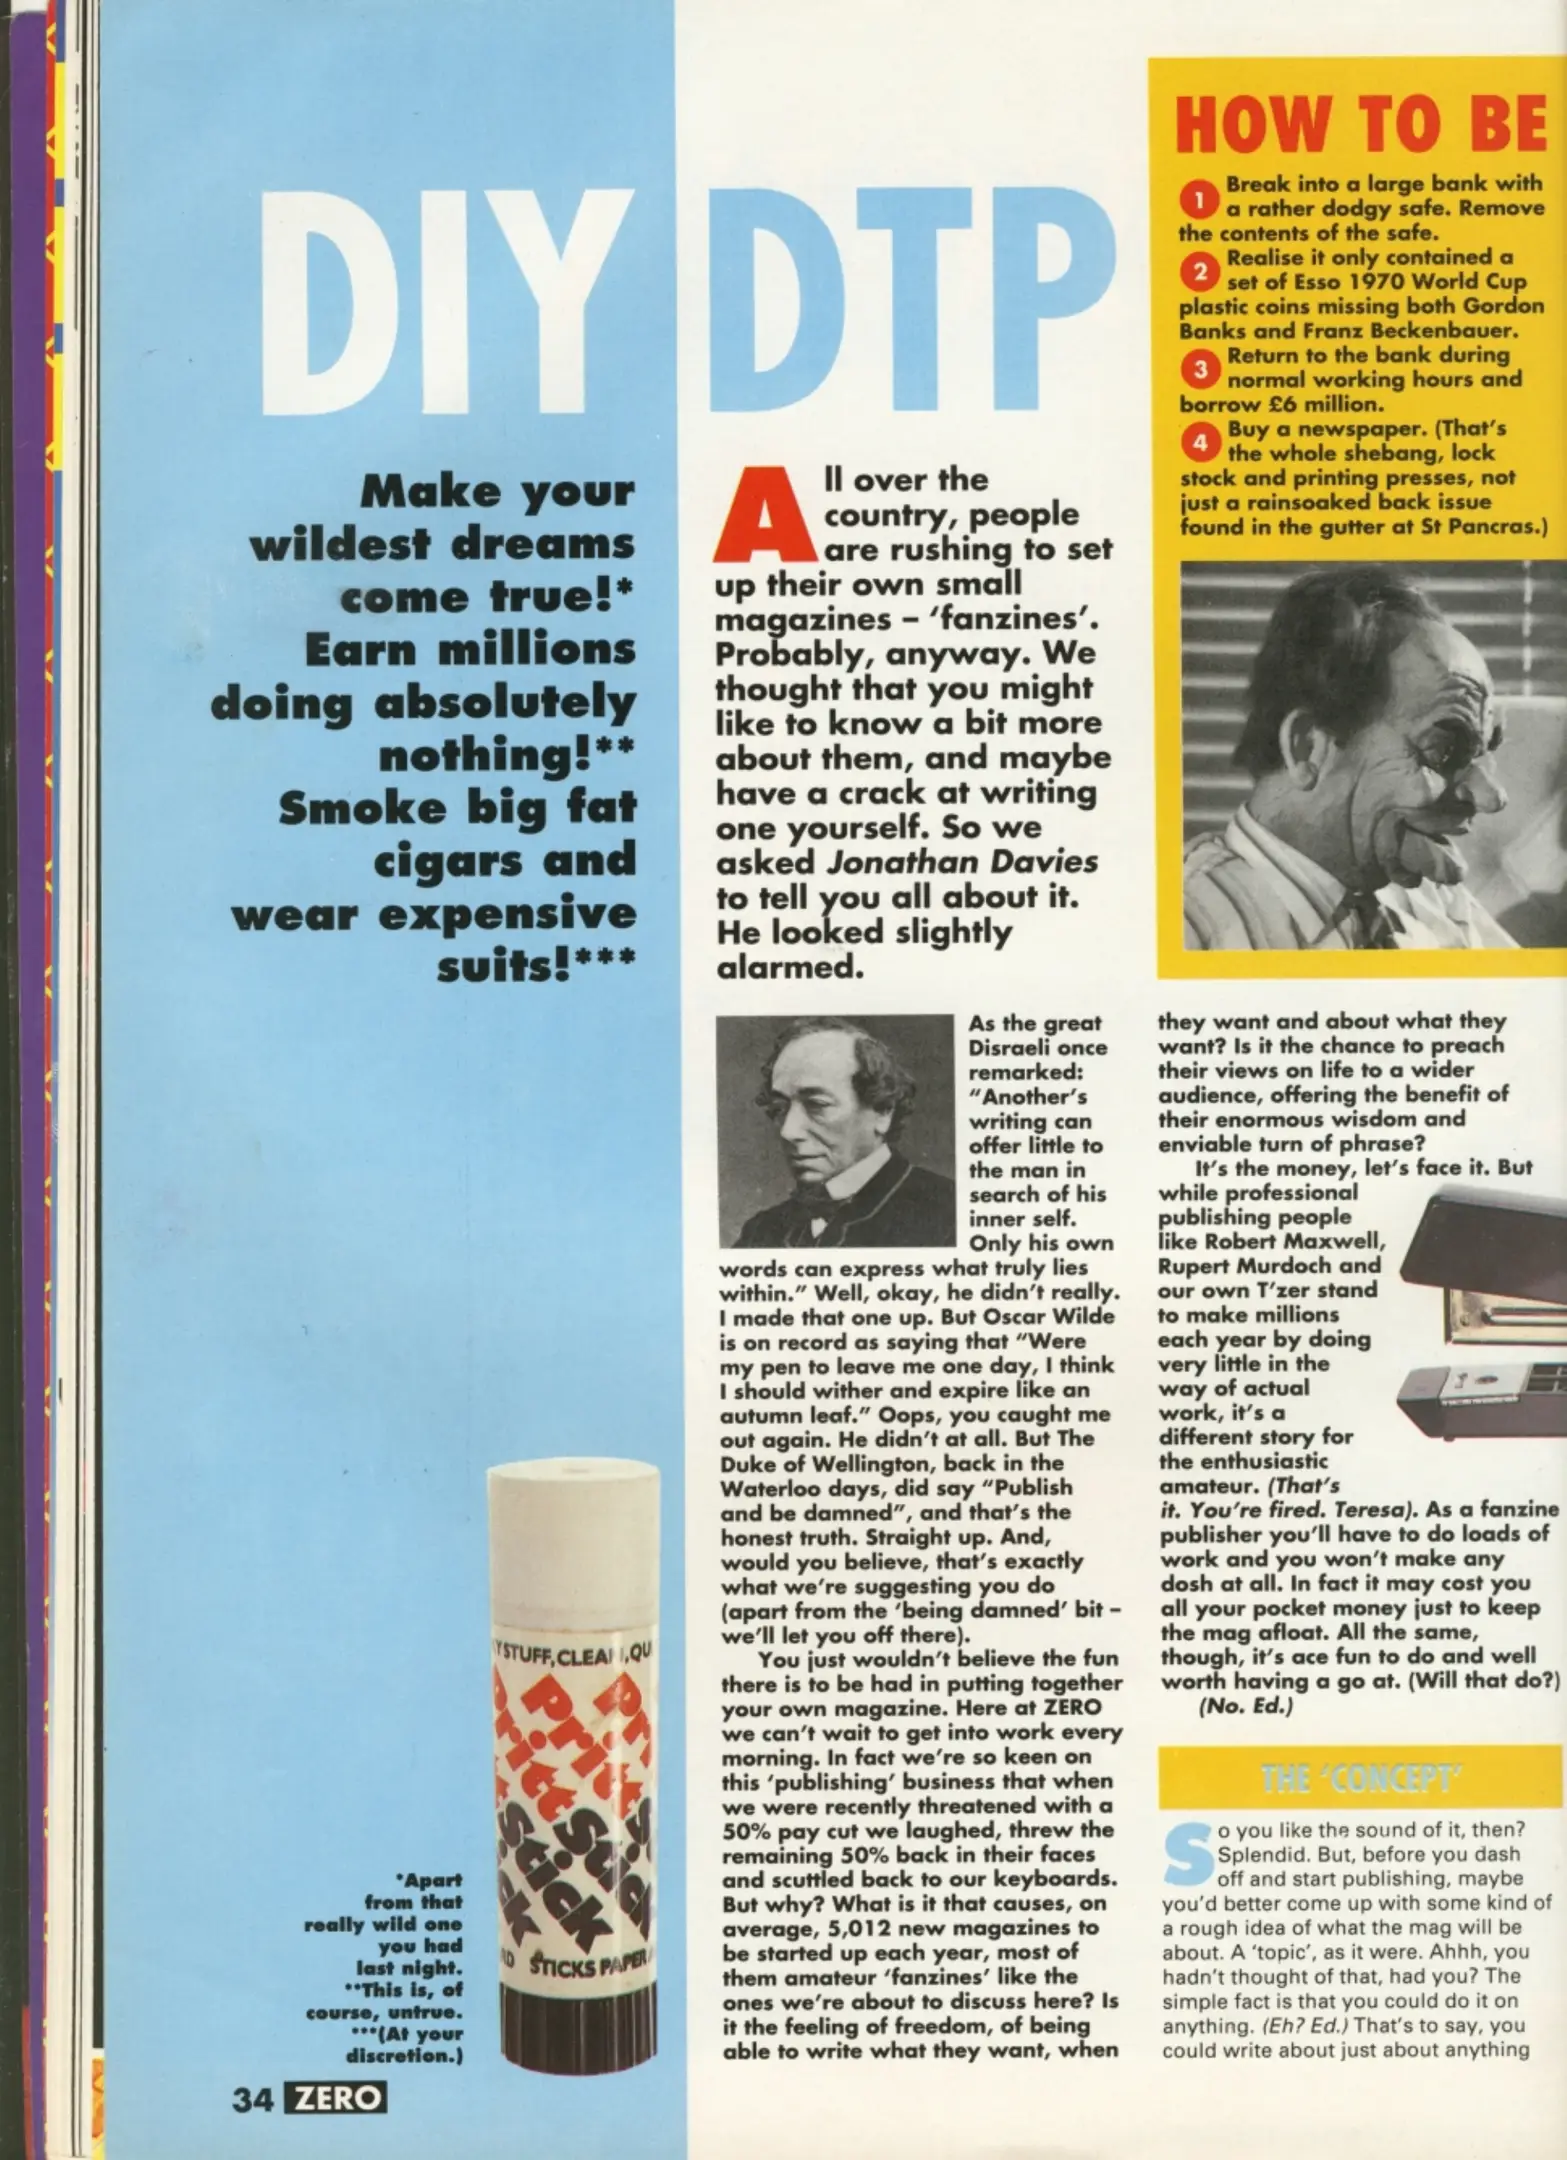 DIY DTP
Make your
wildest dreams
come true!*
Earn millions
doing absolutely
nothing!**
Smoke big fat
cigars and
wear expensive
suits!***
*Apart
from that
really wild one
you had
last night.
**This is, of
course, untrue.
***(At your
discretion.)
All over the
country, people
are rushing to set
up their own small
magazines – 'fanzines'.
Probably, anyway. We
thought that you might
like to know a bit more
about them, and maybe
have a crack at writing
one yourself. So we
asked Jonathan Davies
to tell you all about it.
He looked slightly
alarmed.
As the great
Disraeli once
remarked:
"Another's
writing can
offer little to
the man in
search of his
inner self.
Only his own
words can express what truly lies
within." Well, okay, he didn't really.
I made that one up. But Oscar Wilde
is on record as saying that "Were
my pen to leave me one day, I think
I should wither and expire like an
autumn leaf." Oops, you caught me
out again. He didn't at all. But The
Duke of Wellington, back in the
Waterloo days, did say "Publish
and be damned", and that's the
honest truth. Straight up. And,
would you believe, that's exactly
what we're suggesting you do
(apart from the 'being damned' bit –
we'll let you off there).
You just wouldn't believe the fun
there is to be had in putting together
your own magazine. Here at ZERO
we can't wait to get into work every
morning. In fact we're so keen on
this 'publishing' business that when
we were recently threatened with a
50% pay cut we laughed, threw the
remaining 50% back in their faces
and scuttled back to our keyboards.
But why? What is it that causes, on
average, 5,012 new magazines to
be started up each year, most of
them amateur 'fanzines' like the
ones we're about to discuss here? Is
it the feeling of freedom, of being
able to write what they want, when
HOW TO BE
1 Break into a large bank with
a rather dodgy safe. Remove
the contents of the safe.
2 Realise it only contained a
set of Esso 1970 World Cup
plastic coins missing both Gordon
Banks and Franz Beckenbauer.
3 Return to the bank during
normal working hours and
borrow £6 million.
4 Buy a newspaper. (That's
the whole shebang, lock
stock and printing presses, not
just a rainsoaked back issue
found in the gutter at St Pancras.)
they want and about what they
want? Is it the chance to preach
their views on life to a wider
audience, offering the benefit of
their enormous wisdom and
enviable turn of phrase?
It's the money, let's face it. But
while professional
publishing people
like Robert Maxwell,
Rupert Murdoch and
our own T'zer stand
to make millions
each year by doing
very little in the
way of actual
work, it's a
different story for
the enthusiastic
amateur. (That's
it. You're fired. Teresa). As a fanzine
publisher you'll have to do loads of
work and you won't make any
dosh at all. In fact it may cost you
all your pocket money just to keep
the mag afloat. All the same,
though, it's ace fun to do and well
worth having a go at. (Will that do?)
(No. Ed.)
THE 'CONCEPT'
So you like the sound of it, then?
Splendid. But, before you dash
off and start publishing, maybe
you'd better come up with some kind of
a rough idea of what the mag will be
about. A 'topic', as it were. Ahhh, you
hadn't thought of that, had you? The
simple fact is that you could do it on
anything. (Eh? Ed.) That's to say, you
could write about just about anything
STUFF, CLEAN, QU
Pritt
Stick
STICKS PAPER
34 ZERO